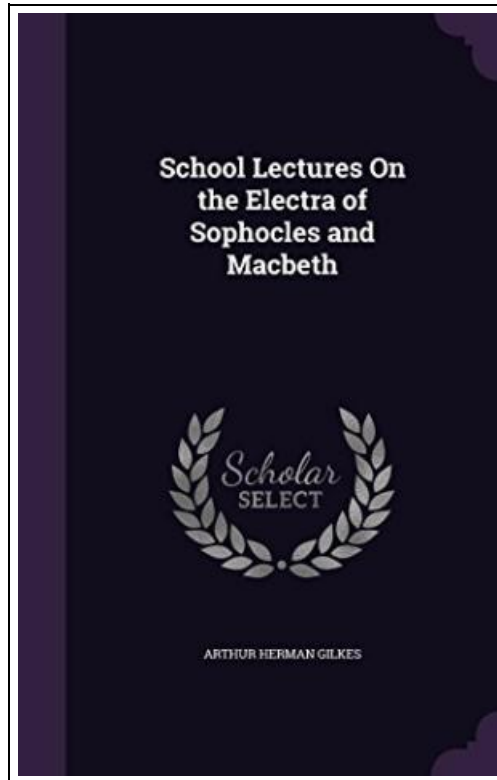 School Lectures On
the Electra of
Sophocles and
Macbeth
Scholar
SELECT
ARTHUR HERMAN GILKES